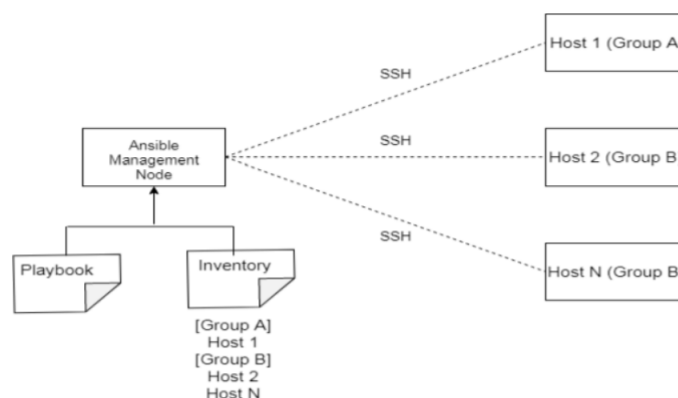 Host 1 (Group A
SSH
Ansible
Management
Node
SSH
Host 2 (Group B
SSH
Host N (Group B
Playbook
Inventory
[Group A]
Host 1
[Group B]
Host 2
Host N